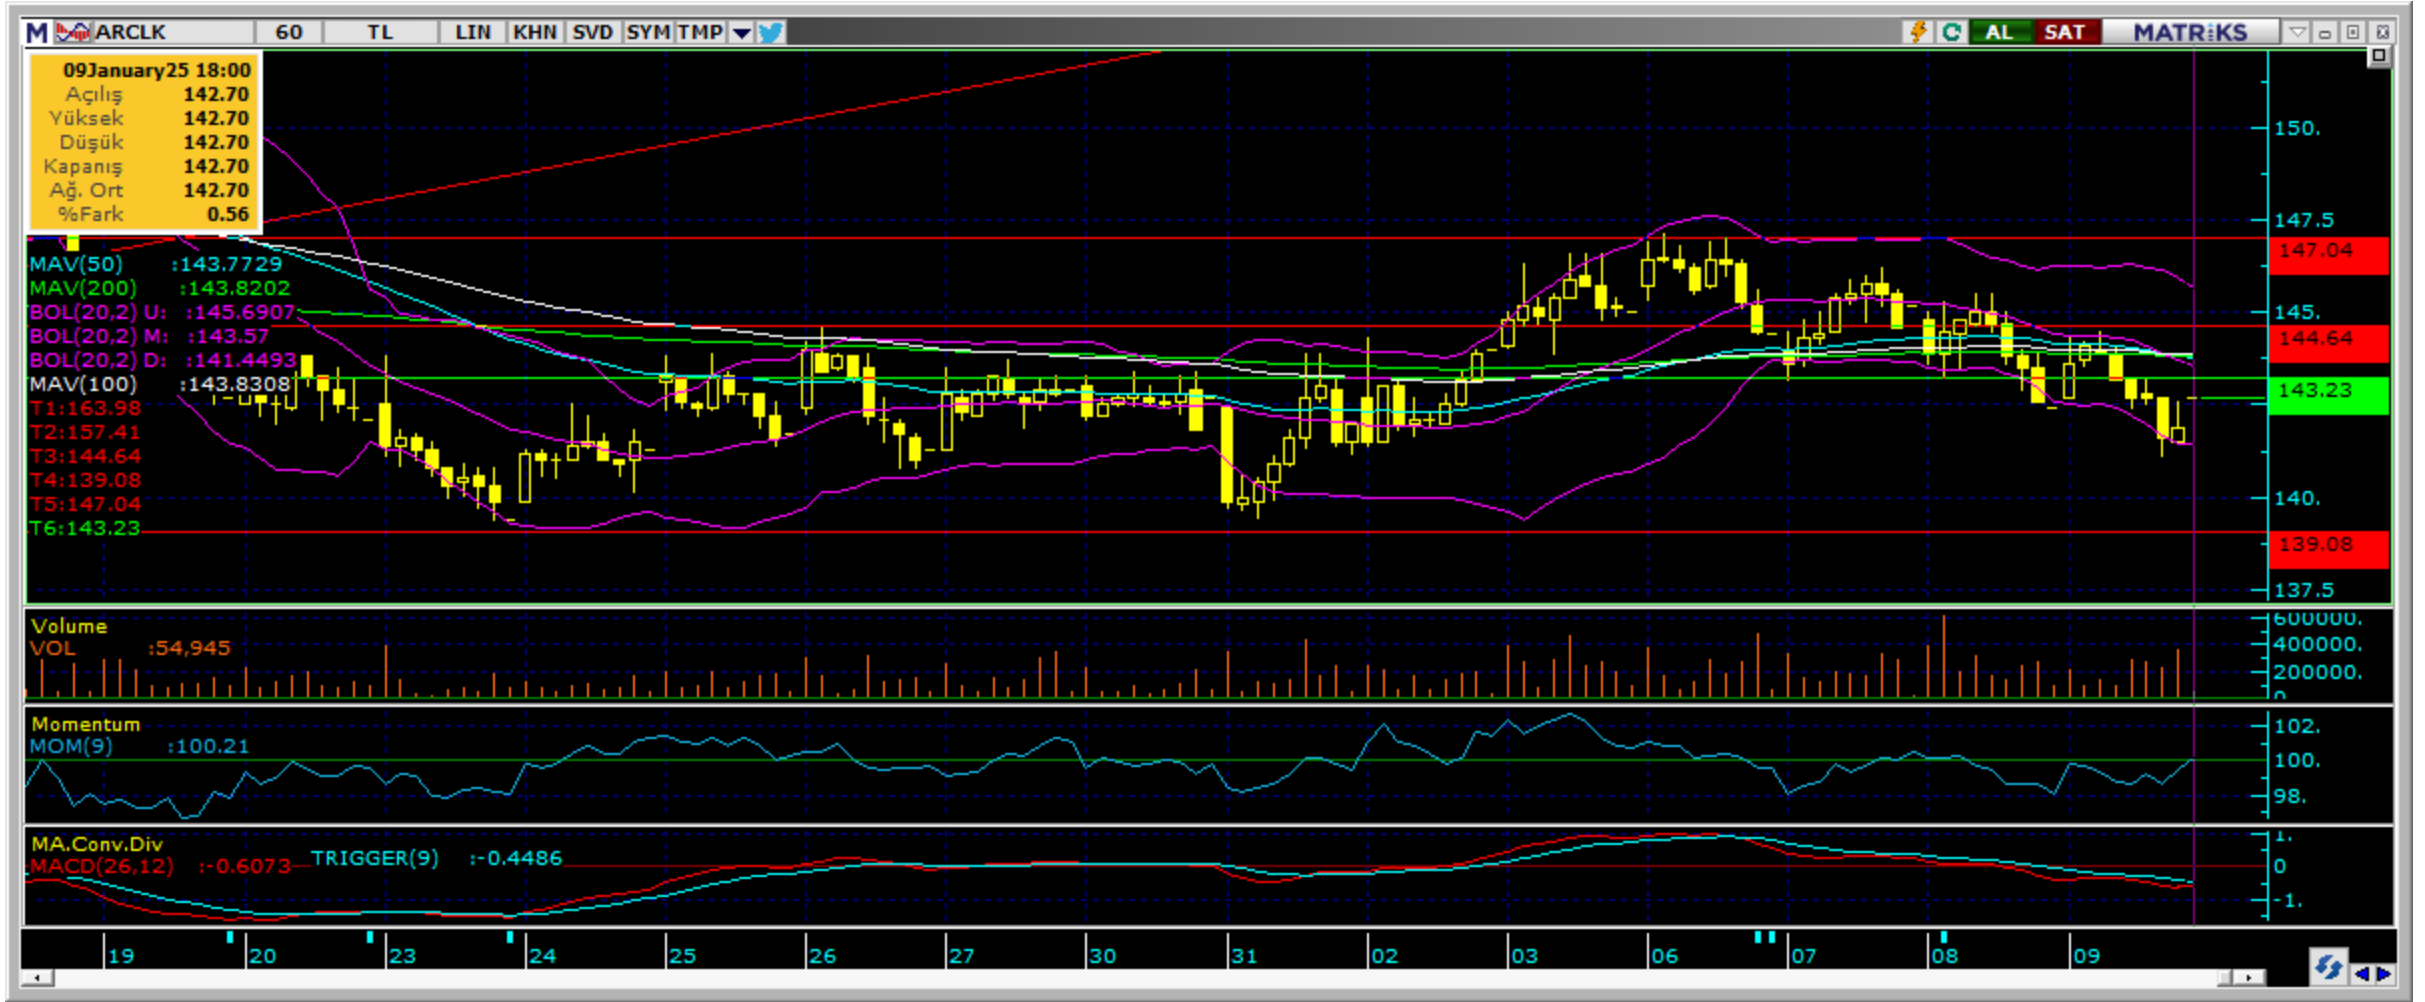 M ARCLK 60 TL LIN KHN SVD SYM TMP AL SAT MATRiKS
09January25 18:00
Açılış 142.70
Yüksek 142.70
Düşük 142.70
Kapanış 142.70
Ağ. Ort 142.70
%Fark 0.56
MAV(50) :143.7729
MAV(200) :143.8202
BOL(20,2) U: :145.6907
BOL(20,2) M: :143.57
BOL(20,2) D: :141.4493
MAV(100) :143.8308
T1:163.98
T2:157.41
T3:144.64
T4:139.08
T5:147.04
T6:143.23
150.
147.5
147.04
145.
144.64
143.23
140.
139.08
137.5
Volume
VOL :54,945
600000.
400000.
200000.
0
Momentum
MOM(9) :100.21
102.
100.
98.
MA.Conv.Div
MACD(26,12) :-0.6073 TRIGGER(9) :-0.4486
1.
0
-1.
19 20 23 24 25 26 27 30 31 02 03 06 07 08 09